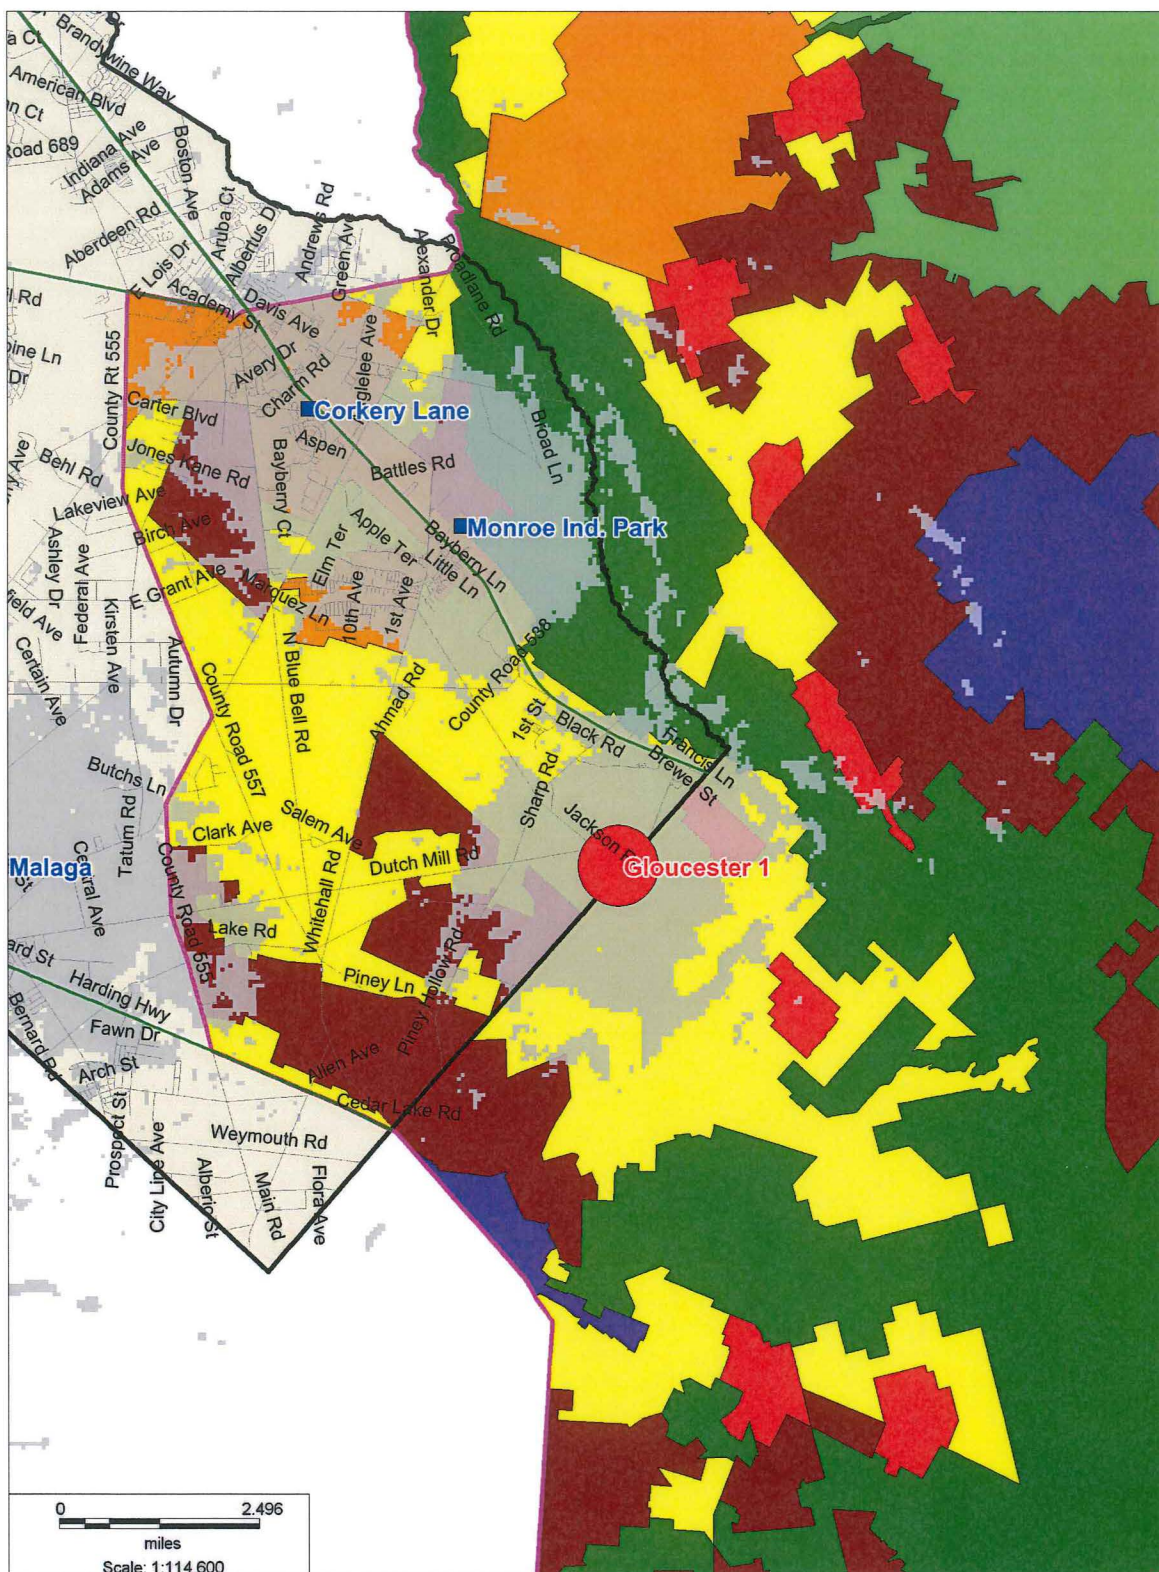 Brandywine Way
American Blvd
Road 689
Indiana Ave
Adams Ave
Boston Ave
Aberdeen Rd
E Lois Dr
Aruba Ct
Albertus D
Andrews Rd
Green Av
Alexander Dr
Broadlane Rd
Academy St
Davis Ave
County Rt 555
Avery Dr
Charm Rd
Carter Blvd
Corkery Lane
Aspen
Battles Rd
Broad Ln
Jones Kane Rd
Behl Rd
Lakeview Ave
Bayberry Ct
Birch Ave
Monroe Ind. Park
Apple Ter
Elm Ter
Bayberry Ln
Little Ln
Ashley Dr
Federal Ave
E Grant Ave
Marquez Ln
10th Ave
1st Ave
Kirsten Ave
Certain Ave
Autumn Dr
N Blue Bell Rd
County Road 557
Ahmad Rd
County Road 538
1st St
Black Rd
Francis Ln
Brewer St
Butchs Ln
Tatum Rd
Sharp Rd
Clark Ave
Salem Ave
Jackson R
Malaga
Central Ave
County Road 555
Whitehall Rd
Dutch Mill Rd
Gloucester 1
Lake Rd
Piney Ln
Piney Hollow Rd
Harding Hwy
Bernard Rd
Fawn Dr
Arch St
Allen Ave
Cedar Lake Rd
Prospect St
City Line Ave
Weymouth Rd
Alberio St
Main Rd
Flora Ave
0 2.496
miles
Scale: 1:114,600